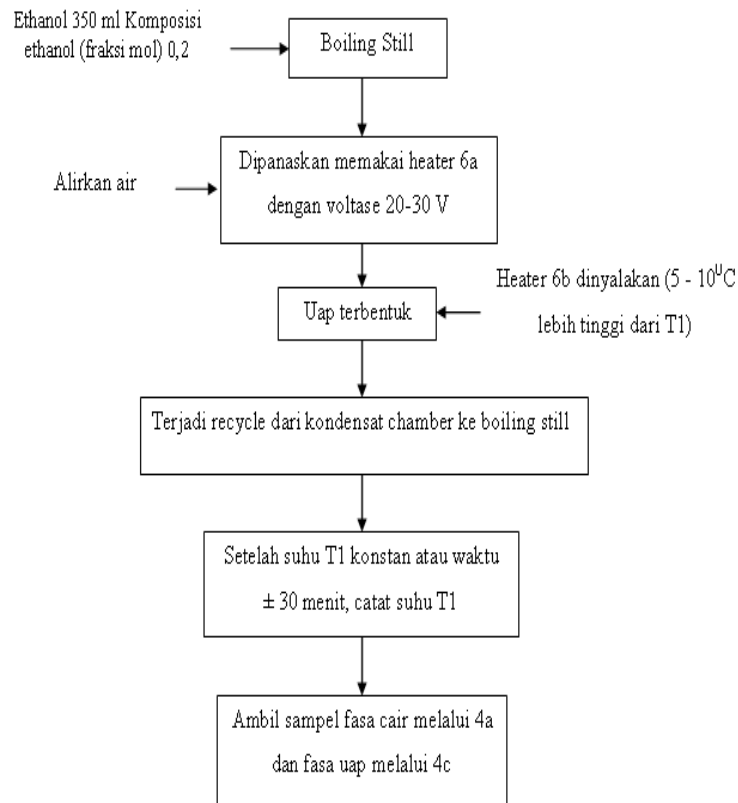 Ethanol 350 ml Komposisi
ethanol (fraksi mol) 0,2
Boiling Still
Dipanaskan memakai heater 6a
dengan voltase 20-30 V
Alirkan air
Heater 6b dinyalakan (5 - 10⁰C
lebih tinggi dari T1)
Uap terbentuk
Terjadi recycle dari kondensat chamber ke boiling still
Setelah suhu T1 konstan atau waktu
± 30 menit, catat suhu T1
Ambil sampel fasa cair melalui 4a
dan fasa uap melalui 4c